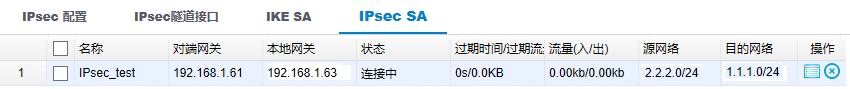 IPsec 配置 IPsec隧道接口 IKE SA IPsec SA
名称 对端网关 本地网关 状态 过期时间/过期流 流量(入/出) 源网络 目的网络 操作
1 IPsec_test 192.168.1.61 192.168.1.63 连接中 0s/0.0KB 0.00kb/0.00kb 2.2.2.0/24 1.1.1.0/24